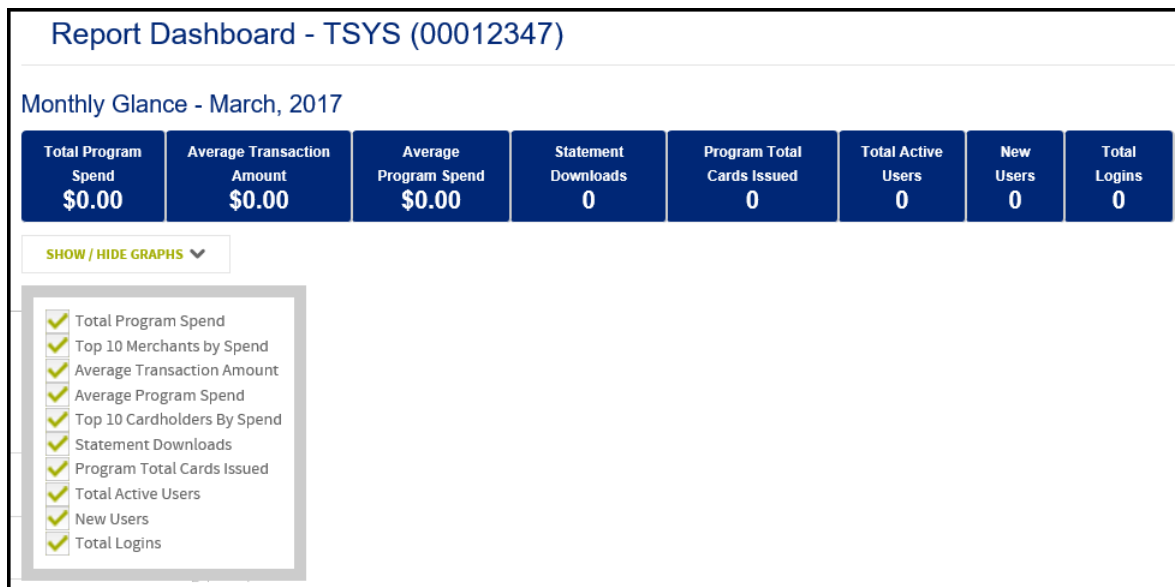 Report Dashboard - TSYS (00012347)
Monthly Glance - March, 2017
Total Program
Spend
$0.00
Average Transaction
Amount
$0.00
Average
Program Spend
$0.00
Statement
Downloads
0
Program Total
Cards Issued
0
Total Active
Users
0
New
Users
0
Total
Logins
0
SHOW / HIDE GRAPHS
Total Program Spend
Top 10 Merchants by Spend
Average Transaction Amount
Average Program Spend
Top 10 Cardholders By Spend
Statement Downloads
Program Total Cards Issued
Total Active Users
New Users
Total Logins